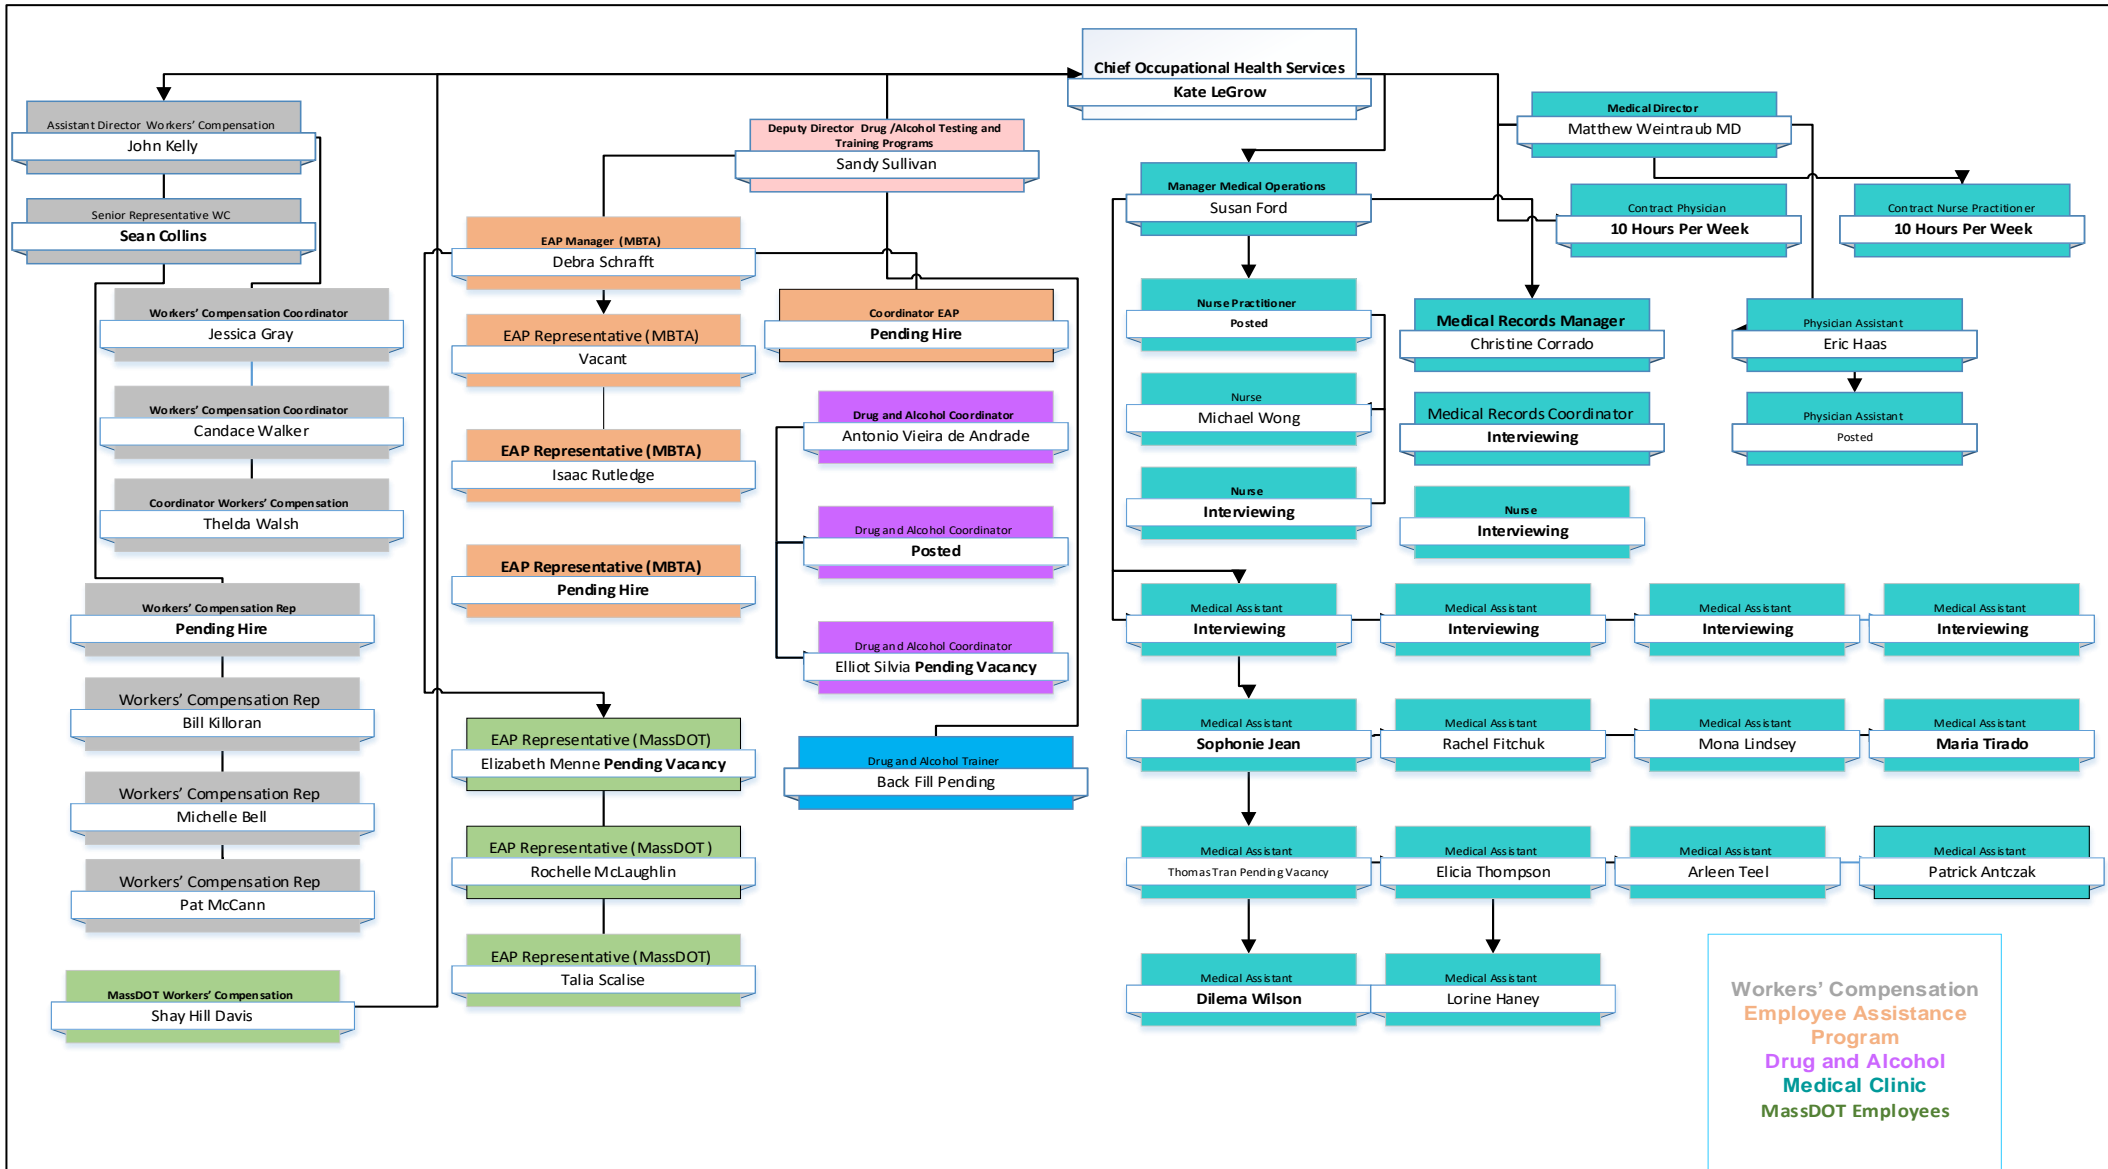 Chief Occupational Health Services
Kate LeGrow
Assistant Director Workers' Compensation
John Kelly
Senior Representative WC
Sean Collins
Workers' Compensation Coordinator
Jessica Gray
Workers' Compensation Coordinator
Candace Walker
Coordinator Workers' Compensation
Thelda Walsh
Workers' Compensation Rep
Pending Hire
Workers' Compensation Rep
Bill Killoran
Workers' Compensation Rep
Michelle Bell
Workers' Compensation Rep
Pat McCann
MassDOT Workers' Compensation
Shay Hill Davis
Deputy Director Drug /Alcohol Testing and
Training Programs
Sandy Sullivan
EAP Manager (MBTA)
Debra Schrafft
EAP Representative (MBTA)
Vacant
EAP Representative (MBTA)
Isaac Rutledge
EAP Representative (MBTA)
Pending Hire
EAP Representative (MassDOT)
Elizabeth Menne Pending Vacancy
EAP Representative (MassDOT )
Rochelle McLaughlin
EAP Representative (MassDOT)
Talia Scalise
Coordinator EAP
Pending Hire
Drug and Alcohol Coordinator
Antonio Vieira de Andrade
Drug and Alcohol Coordinator
Posted
Drug and Alcohol Coordinator
Elliot Silvia Pending Vacancy
Drug and Alcohol Trainer
Back Fill Pending
Medical Director
Matthew Weintraub MD
Manager Medical Operations
Susan Ford
Contract Physician
10 Hours Per Week
Contract Nurse Practitioner
10 Hours Per Week
Nurse Practitioner
Posted
Medical Records Manager
Christine Corrado
Physician Assistant
Eric Haas
Nurse
Michael Wong
Medical Records Coordinator
Interviewing
Physician Assistant
Posted
Nurse
Interviewing
Nurse
Interviewing
Medical Assistant
Interviewing
Medical Assistant
Interviewing
Medical Assistant
Interviewing
Medical Assistant
Interviewing
Medical Assistant
Sophonie Jean
Medical Assistant
Rachel Fitchuk
Medical Assistant
Mona Lindsey
Medical Assistant
Maria Tirado
Medical Assistant
Thomas Tran Pending Vacancy
Medical Assistant
Elicia Thompson
Medical Assistant
Arleen Teel
Medical Assistant
Patrick Antczak
Medical Assistant
Dilema Wilson
Medical Assistant
Lorine Haney
Workers' Compensation
Employee Assistance
Program
Drug and Alcohol
Medical Clinic
MassDOT Employees